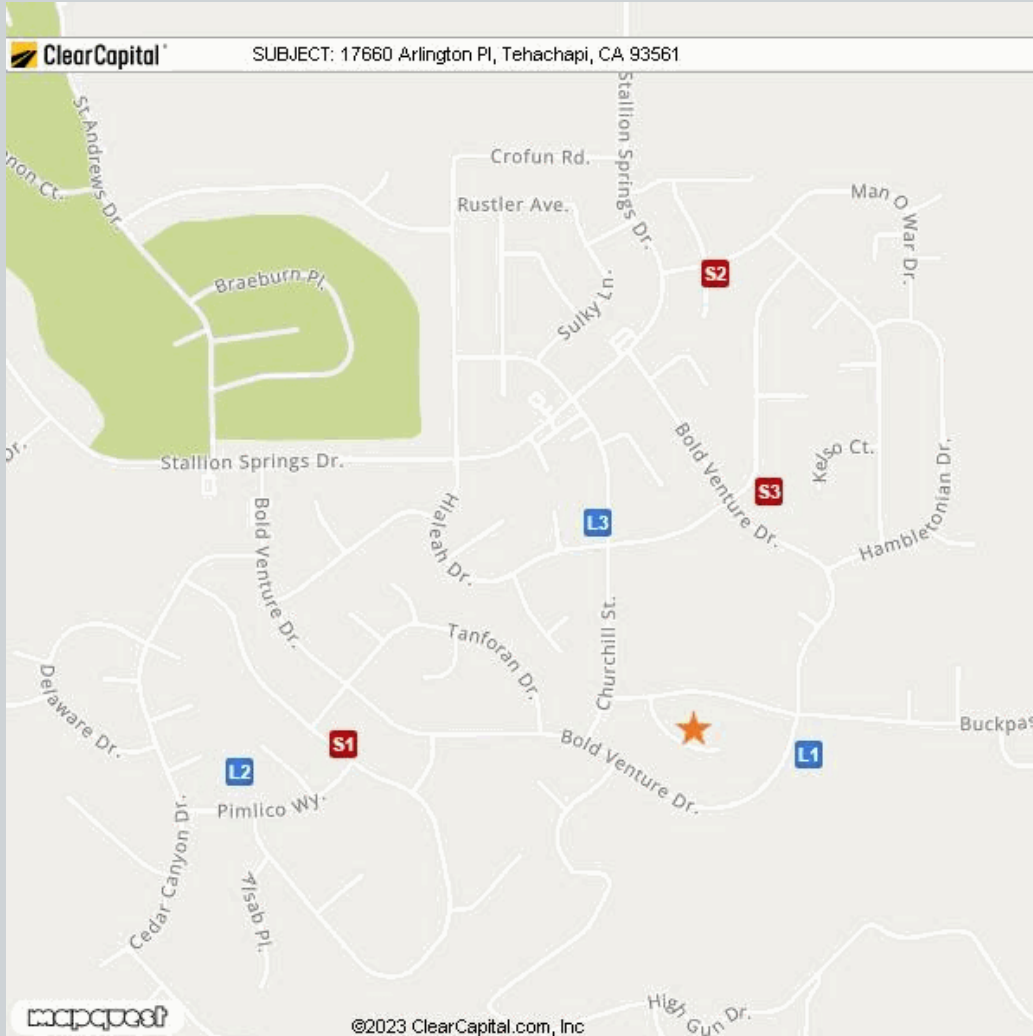 ClearCapital
SUBJECT: 17660 Arlington Pl, Tehachapi, CA 93561
St Andrews Dr.
Stallion Springs Dr.
Crofun Rd.
Rustler Ave.
Man O War Dr.
non Ct.
S2
Braeburn Pl.
Sulky Ln.
Dr.
Stallion Springs Dr.
Bold Venture Dr.
Kelso Ct.
S3
Hambletonian Dr.
L3
Hialeah Dr.
Bold Venture Dr.
Churchill St.
Tanforan Dr.
Delaware Dr.
S1
Bold Venture Dr.
L1
Buckpas
L2
Pimlico Wy.
Cedar Canyon Dr.
Alsab Pl.
High Gun Dr.
mapquest
©2023 ClearCapital.com, Inc